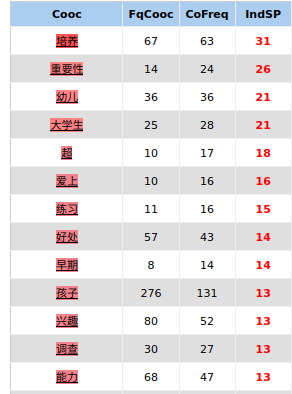 Cooc FqCooc CoFreq IndSP
培养 67 63 31
重要性 14 24 26
幼儿 36 36 21
大学生 25 28 21
超 10 17 18
爱上 10 16 16
练习 11 16 15
好处 57 43 14
早期 8 14 14
孩子 276 131 13
兴趣 80 52 13
调查 30 27 13
能力 68 47 13